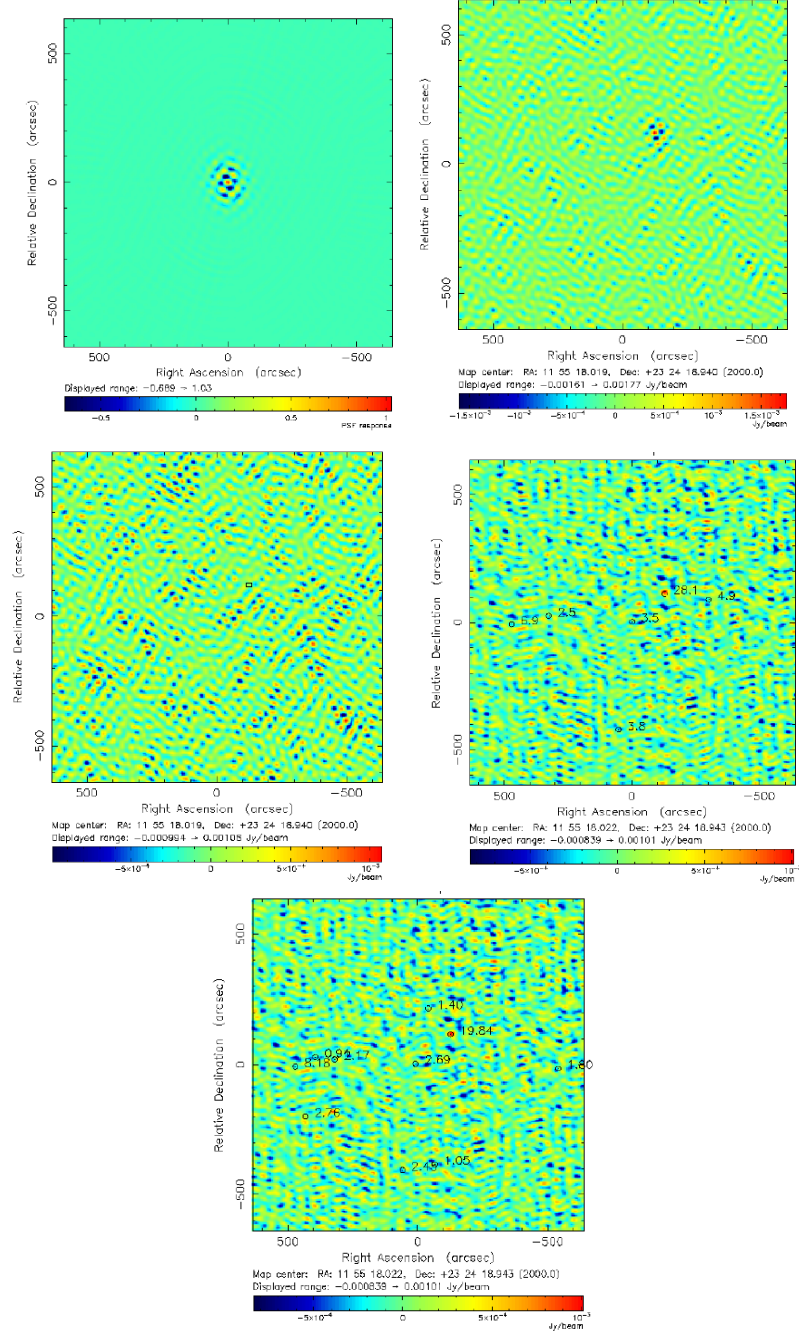 Relative Declination (arcsec)
500
0
−500
500 0 −500
Right Ascension (arcsec)
Displayed range: −0.689 → 1.03
−0.5 0 0.5 1
PSF response
Relative Declination (arcsec)
500
0
−500
500 0 −500
Right Ascension (arcsec)
Map center: RA: 11 55 18.019, Dec: +23 24 18.940 (2000.0)
Displayed range: −0.00161 → 0.00177 Jy/beam
−1.5×10⁻³ −10⁻³ −5×10⁻⁴ 0 5×10⁻⁴ 10⁻³ 1.5×10⁻³
Jy/beam
Relative Declination (arcsec)
500
0
−500
500 0 −500
Right Ascension (arcsec)
Map center: RA: 11 55 18.019, Dec: +23 24 18.940 (2000.0)
Displayed range: −0.000994 → 0.00105 Jy/beam
−5×10⁻⁴ 0 5×10⁻⁴ 10⁻³
Jy/beam
Relative Declination (arcsec)
500
0
−500
28.1
4.9
2.5
6.9
3.5
3.8
500 0 −500
Right Ascension (arcsec)
Map center: RA: 11 55 18.022, Dec: +23 24 18.943 (2000.0)
Displayed range: −0.000839 → 0.00101 Jy/beam
−5×10⁻⁴ 0 5×10⁻⁴
Jy/beam
Relative Declination (arcsec)
500
0
−500
1.40
19.84
0.94
2.17
8.18
2.69
1.80
2.76
1.05
500 0 −500
Right Ascension (arcsec)
Map center: RA: 11 55 18.022, Dec: +23 24 18.943 (2000.0)
Displayed range: −0.000839 → 0.00101 Jy/beam
−5×10⁻⁴ 0 5×10⁻⁴ 10⁻³
Jy/beam